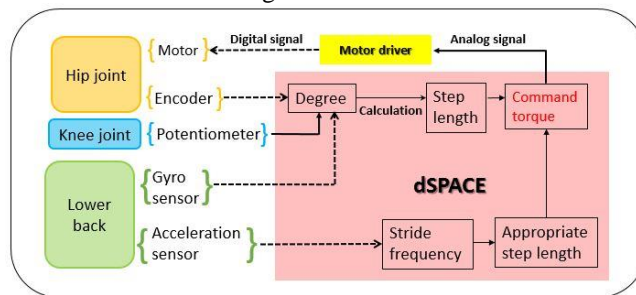 Digital signal
Motor driver
Analog signal
Hip joint
{ Motor }
{ Encoder }
Degree
Calculation
Step
length
Command
torque
Knee joint
{ Potentiometer }
Lower
back
{ Gyro
sensor }
dSPACE
{ Acceleration
sensor }
Stride
frequency
Appropriate
step length